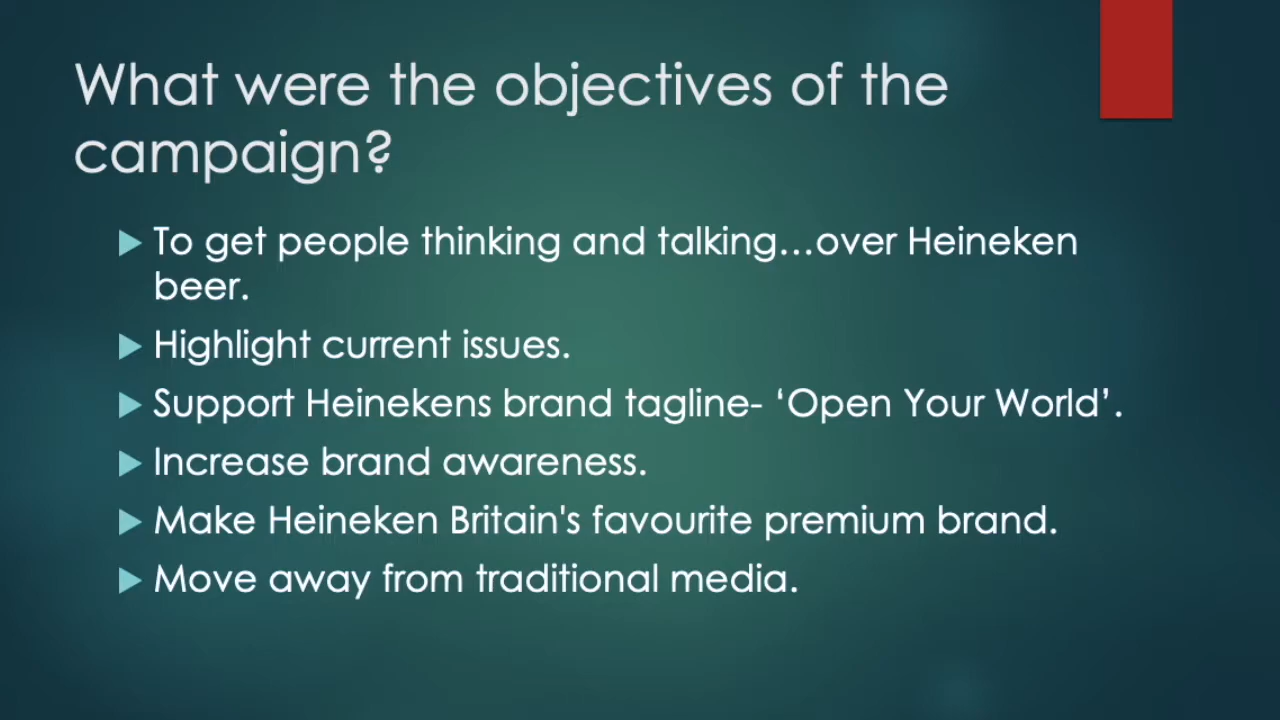 What were the objectives of the
campaign?
To get people thinking and talking...over Heineken
beer.
Highlight current issues.
Support Heinekens brand tagline- ‘Open Your World’.
Increase brand awareness.
Make Heineken Britain's favourite premium brand.
Move away from traditional media.